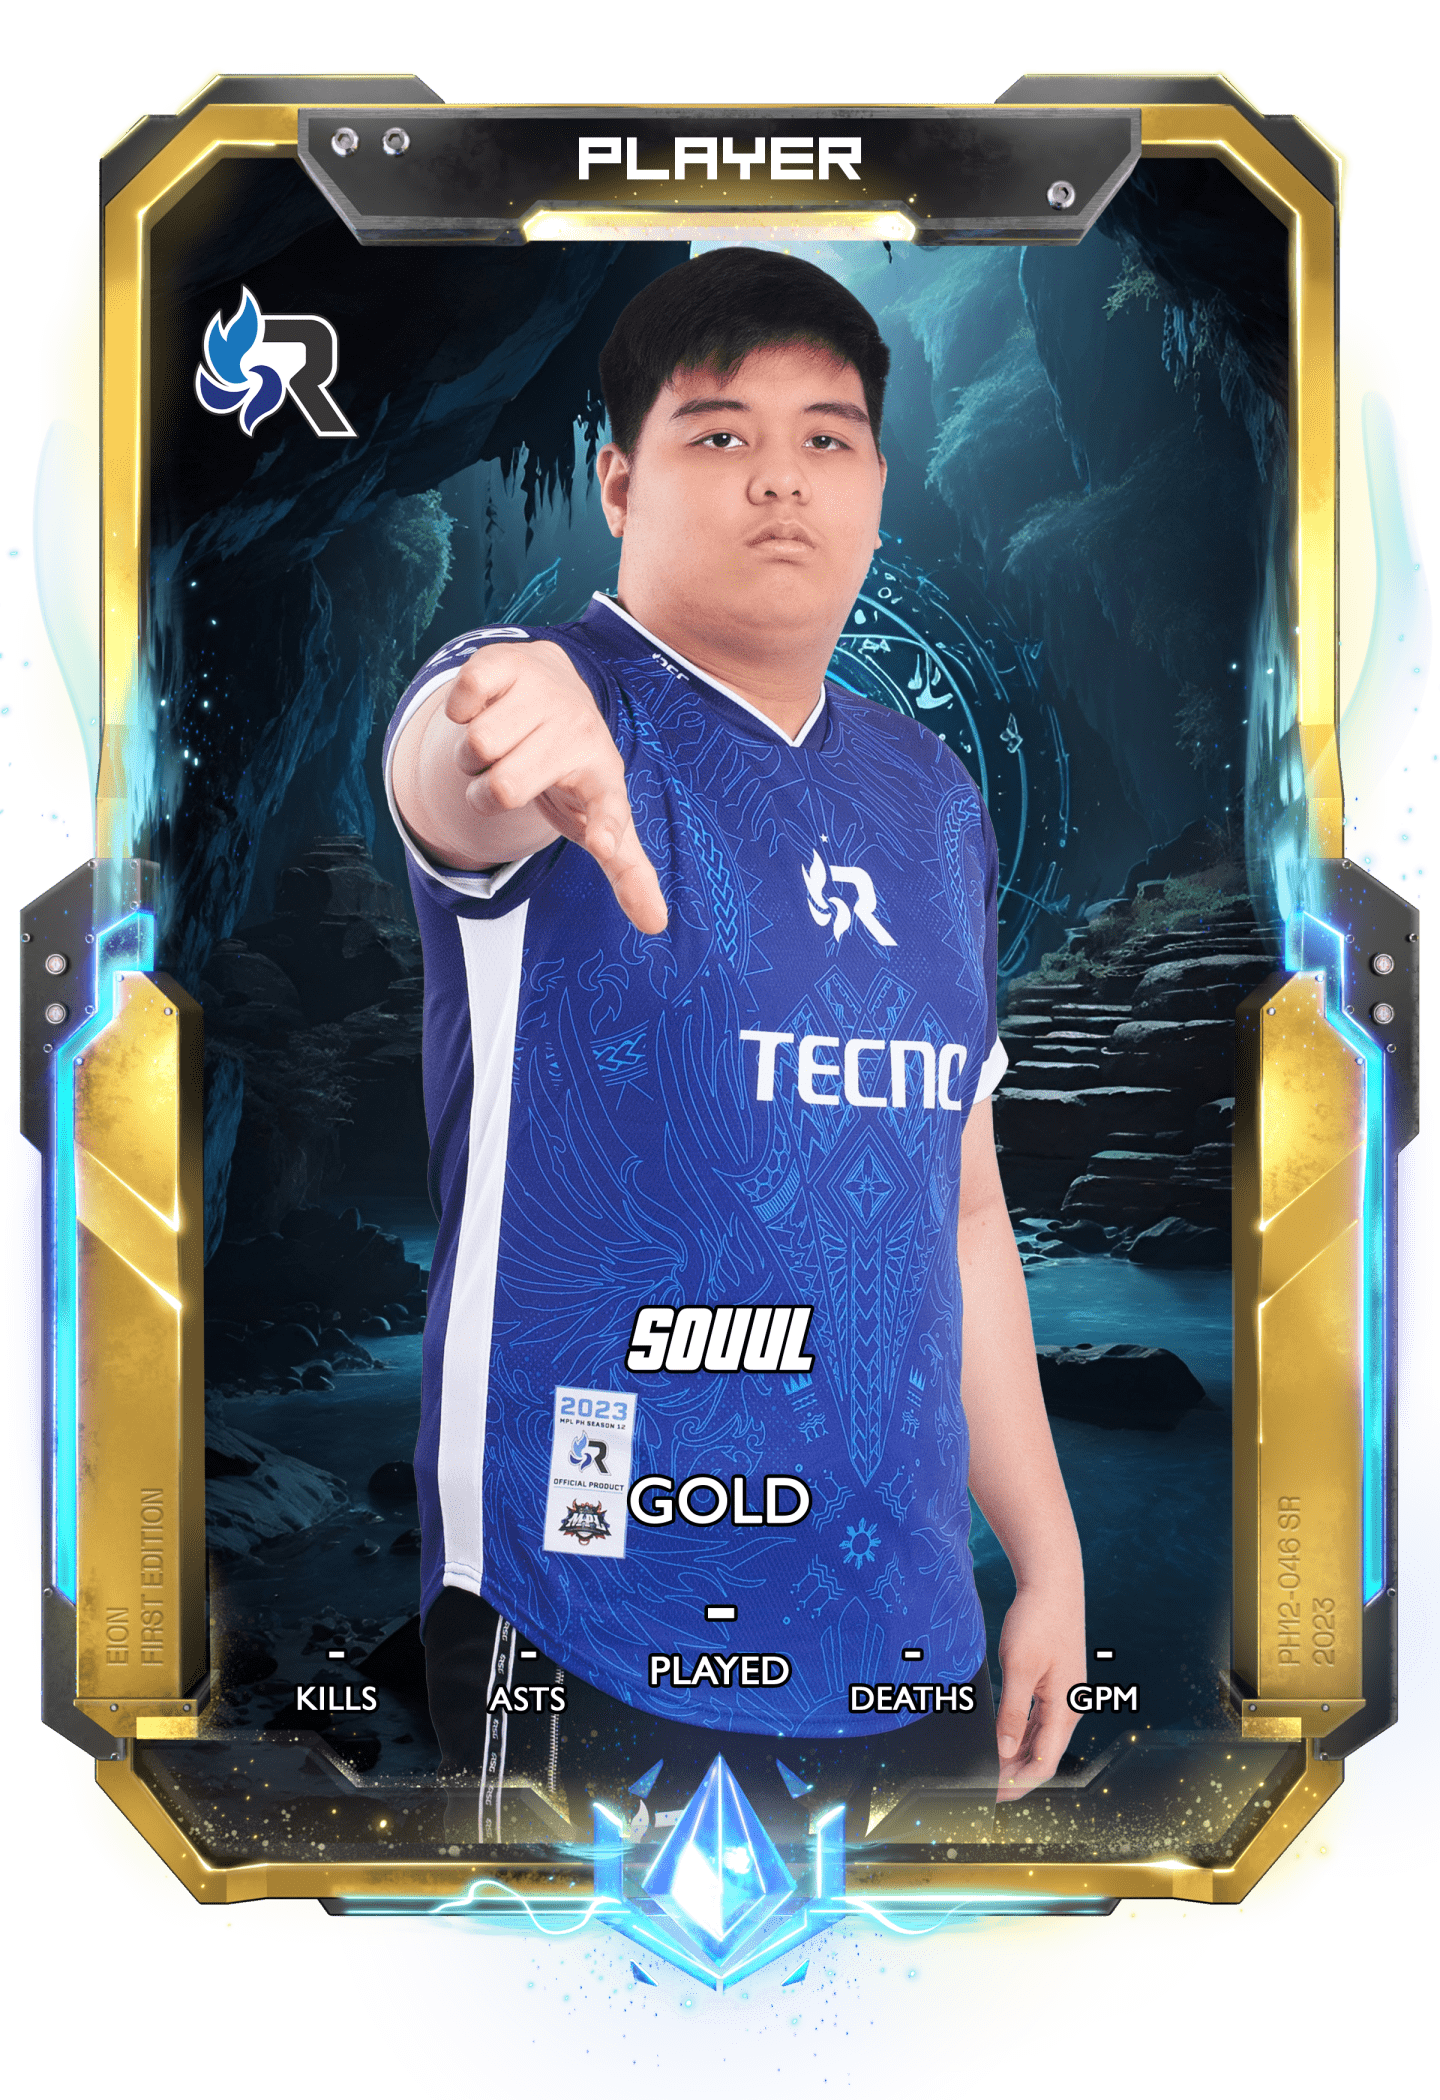 PLAYER
R
R
TECNO
SOUUL
2023
MPL PH SEASON 12
R
OFFICIAL PRODUCT
MPL
GOLD
-
PLAYED
-
KILLS
-
ASTS
-
DEATHS
-
GPM
EION
FIRST EDITION
PH12-046 SR
2023